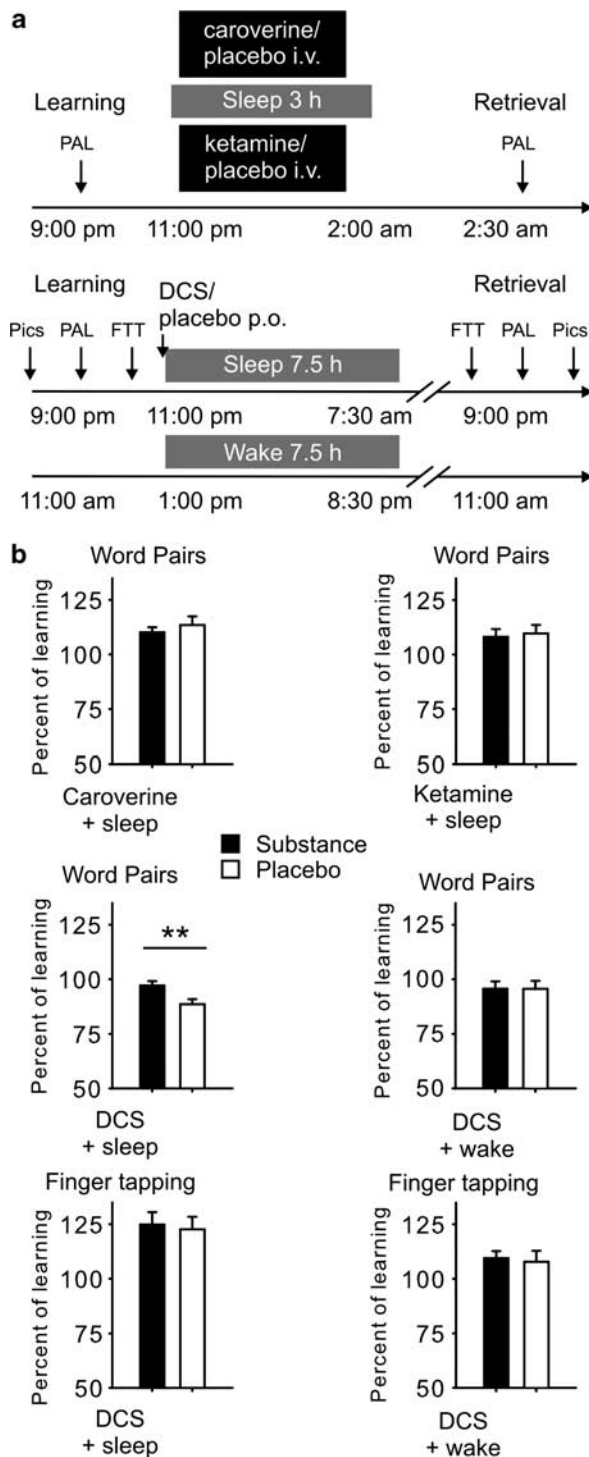 a
caroverine/
placebo i.v.
Learning
Sleep 3 h
Retrieval
PAL
ketamine/
placebo i.v.
PAL
9:00 pm 11:00 pm 2:00 am 2:30 am
Learning
DCS/
placebo p.o.
Retrieval
Pics PAL FTT
FTT PAL Pics
Sleep 7.5 h
9:00 pm 11:00 pm 7:30 am 9:00 pm
Wake 7.5 h
11:00 am 1:00 pm 8:30 pm 11:00 am
b
Word Pairs
Percent of learning
125
100
75
50
Caroverine
+ sleep
Word Pairs
Percent of learning
125
100
75
50
Ketamine
+ sleep
Substance
Placebo
Word Pairs
Percent of learning
125
100
75
50
**
DCS
+ sleep
Word Pairs
Percent of learning
125
100
75
50
DCS
+ wake
Finger tapping
Percent of learning
125
100
75
50
DCS
+ sleep
Finger tapping
Percent of learning
125
100
75
50
DCS
+ wake